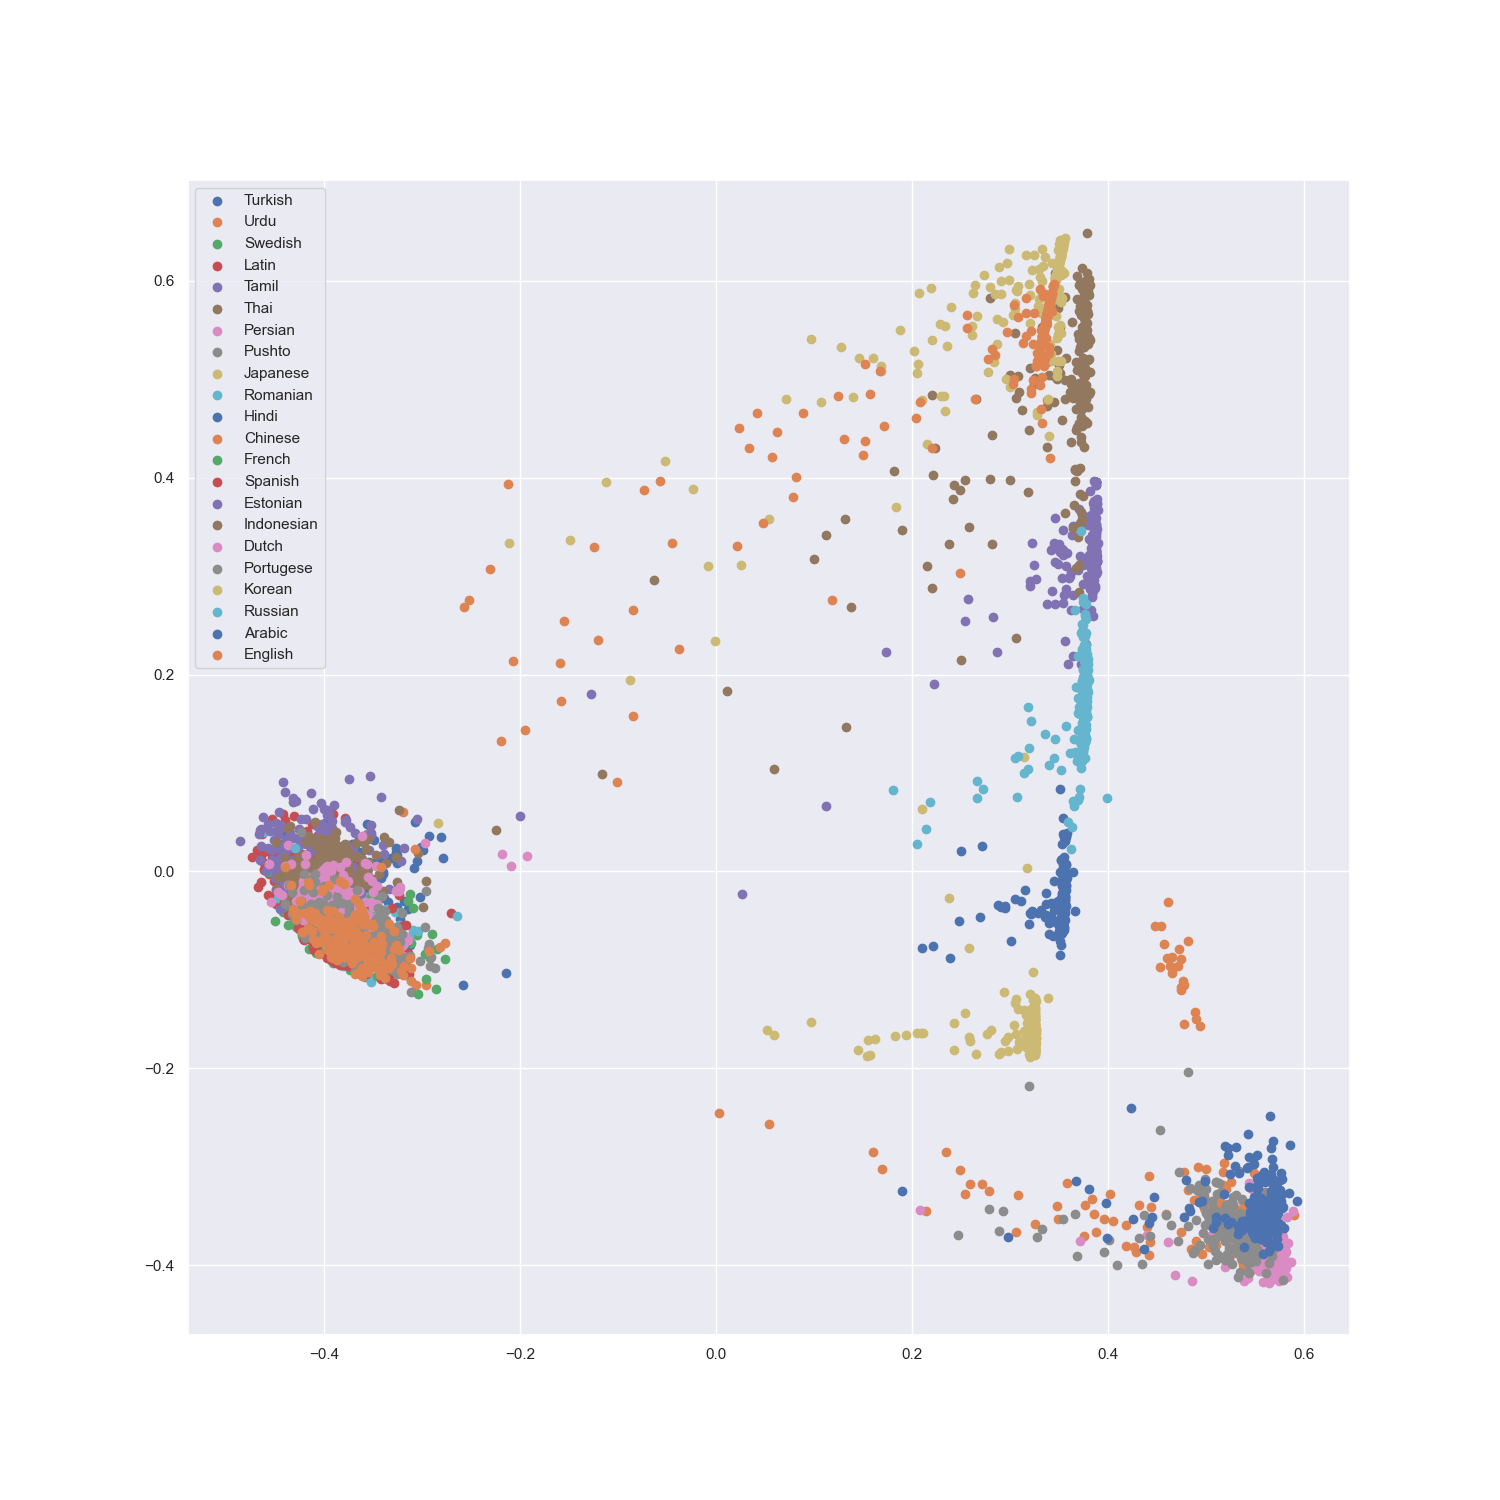 Turkish
Urdu
Swedish
Latin
Tamil
Thai
Persian
Pushto
Japanese
Romanian
Hindi
Chinese
French
Spanish
Estonian
Indonesian
Dutch
Portugese
Korean
Russian
Arabic
English
0.6
0.4
0.2
0.0
−0.2
−0.4
−0.4 −0.2 0.0 0.2 0.4 0.6